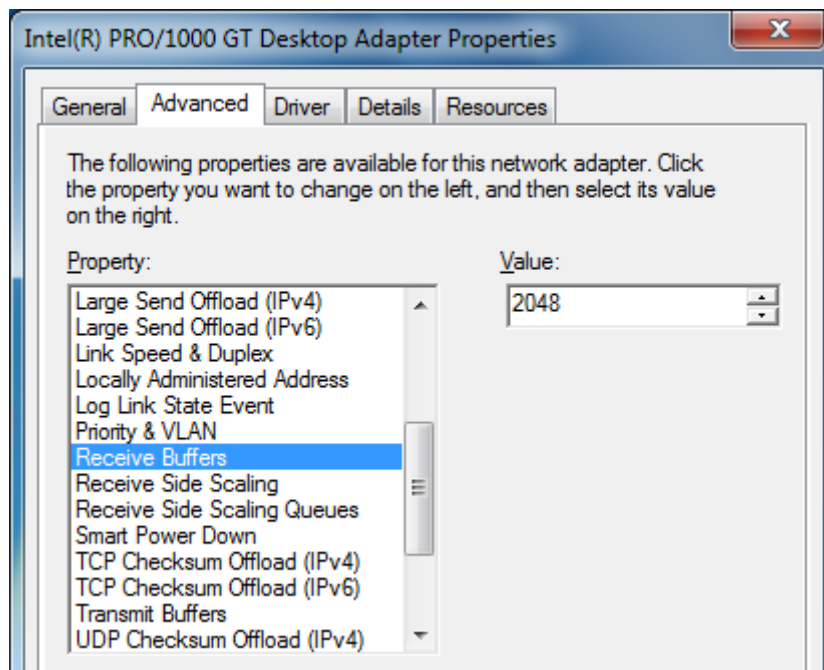 Intel(R) PRO/1000 GT Desktop Adapter Properties
General Advanced Driver Details Resources
The following properties are available for this network adapter. Click
the property you want to change on the left, and then select its value
on the right.
Property:
Value:
Large Send Offload (IPv4)
Large Send Offload (IPv6)
Link Speed & Duplex
Locally Administered Address
Log Link State Event
Priority & VLAN
Receive Buffers
Receive Side Scaling
Receive Side Scaling Queues
Smart Power Down
TCP Checksum Offload (IPv4)
TCP Checksum Offload (IPv6)
Transmit Buffers
UDP Checksum Offload (IPv4)
2048